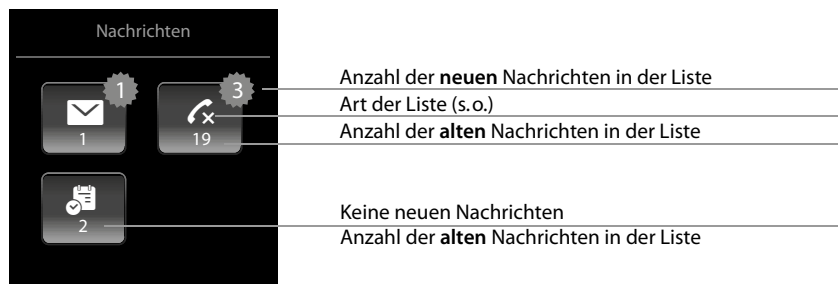 Nachrichten
1
3
1
19
2
Anzahl der neuen Nachrichten in der Liste
Art der Liste (s. o.)
Anzahl der alten Nachrichten in der Liste
Keine neuen Nachrichten
Anzahl der alten Nachrichten in der Liste